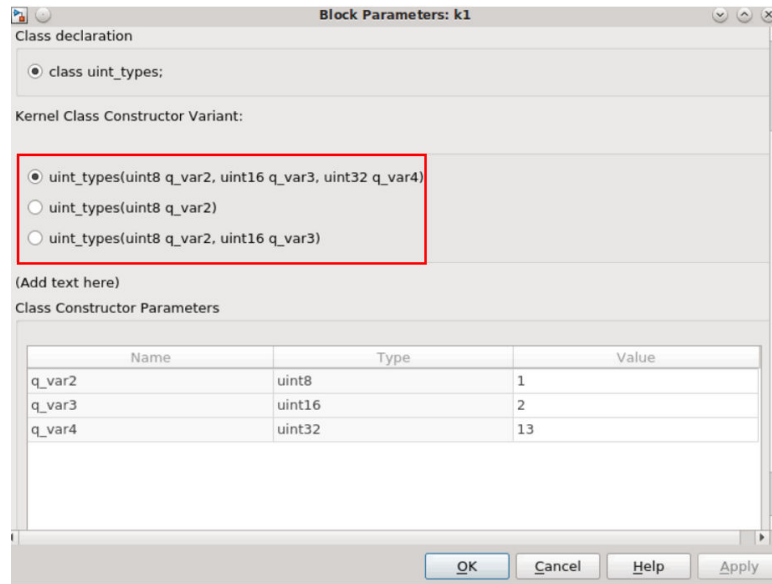 Block Parameters: k1
Class declaration
class uint_types;
Kernel Class Constructor Variant:
uint_types(uint8 q_var2, uint16 q_var3, uint32 q_var4)
uint_types(uint8 q_var2)
uint_types(uint8 q_var2, uint16 q_var3)
(Add text here)
Class Constructor Parameters
Name Type Value
q_var2 uint8 1
q_var3 uint16 2
q_var4 uint32 13
OK Cancel Help Apply